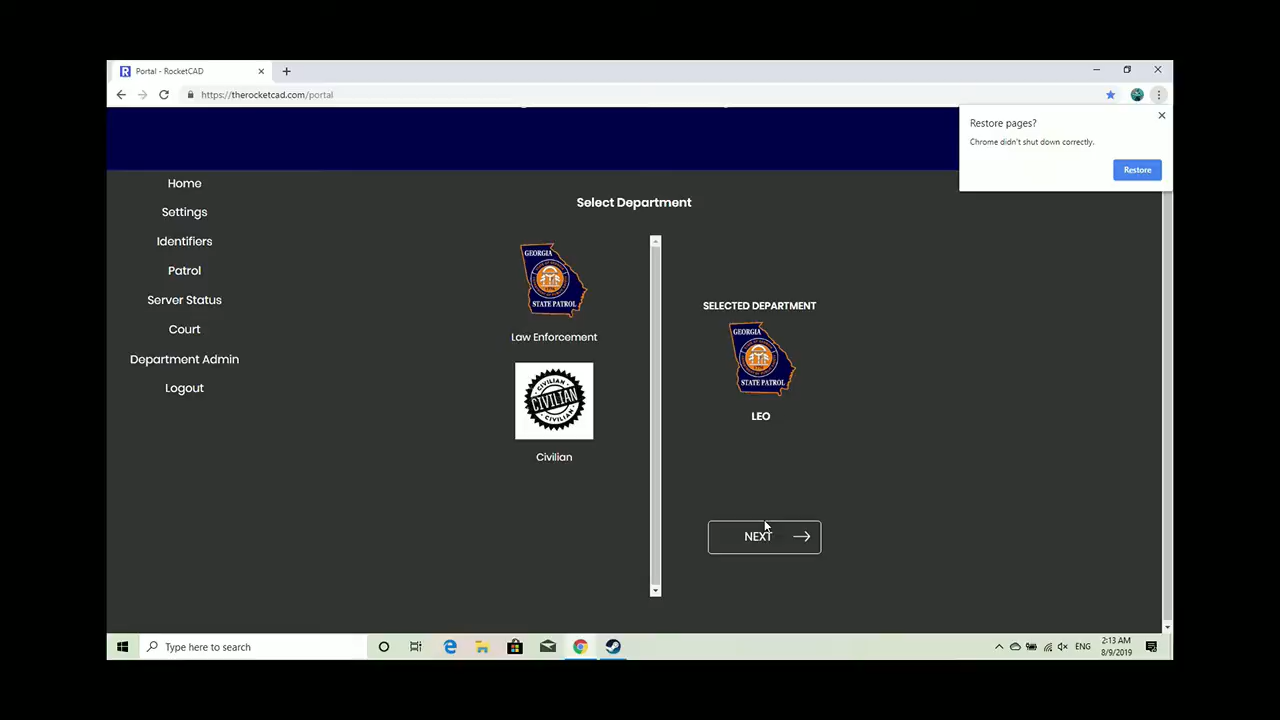 Portal - RocketCAD
https://therocketcad.com/portal
Restore pages?
Chrome didn't shut down correctly.
Restore
Home
Settings
Identifiers
Patrol
Server Status
Court
Department Admin
Logout
Select Department
GEORGIA
STATE PATROL
Law Enforcement
CIVILIAN
CIVILIAN
CIVILIAN
Civilian
SELECTED DEPARTMENT
GEORGIA
STATE PATROL
LEO
NEXT
Type here to search
ENG
2:13 AM
8/9/2019